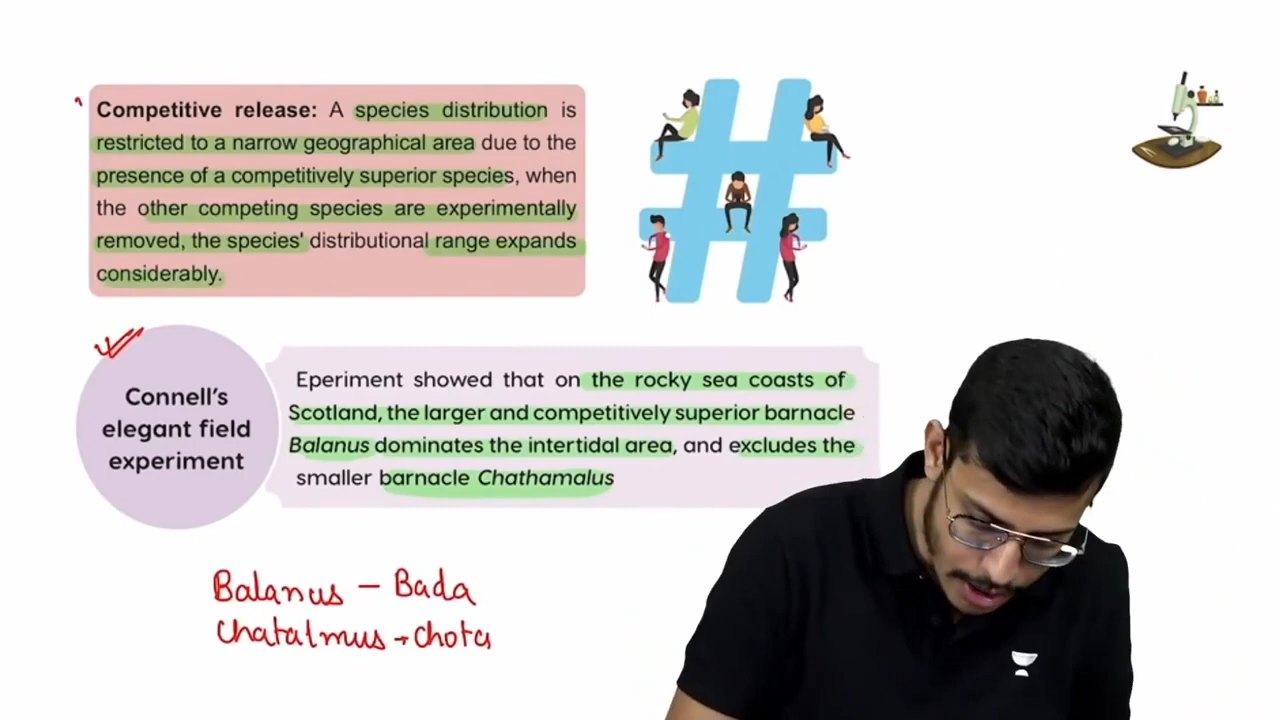 Competitive release: A species distribution is
restricted to a narrow geographical area due to the
presence of a competitively superior species, when
the other competing species are experimentally
removed, the species' distributional range expands
considerably.
Connell's
elegant field
experiment
Eperiment showed that on the rocky sea coasts of
Scotland, the larger and competitively superior barnacle
Balanus dominates the intertidal area, and excludes the
smaller barnacle Chathamalus
Balanus – Bada
Chatalmus → Chota